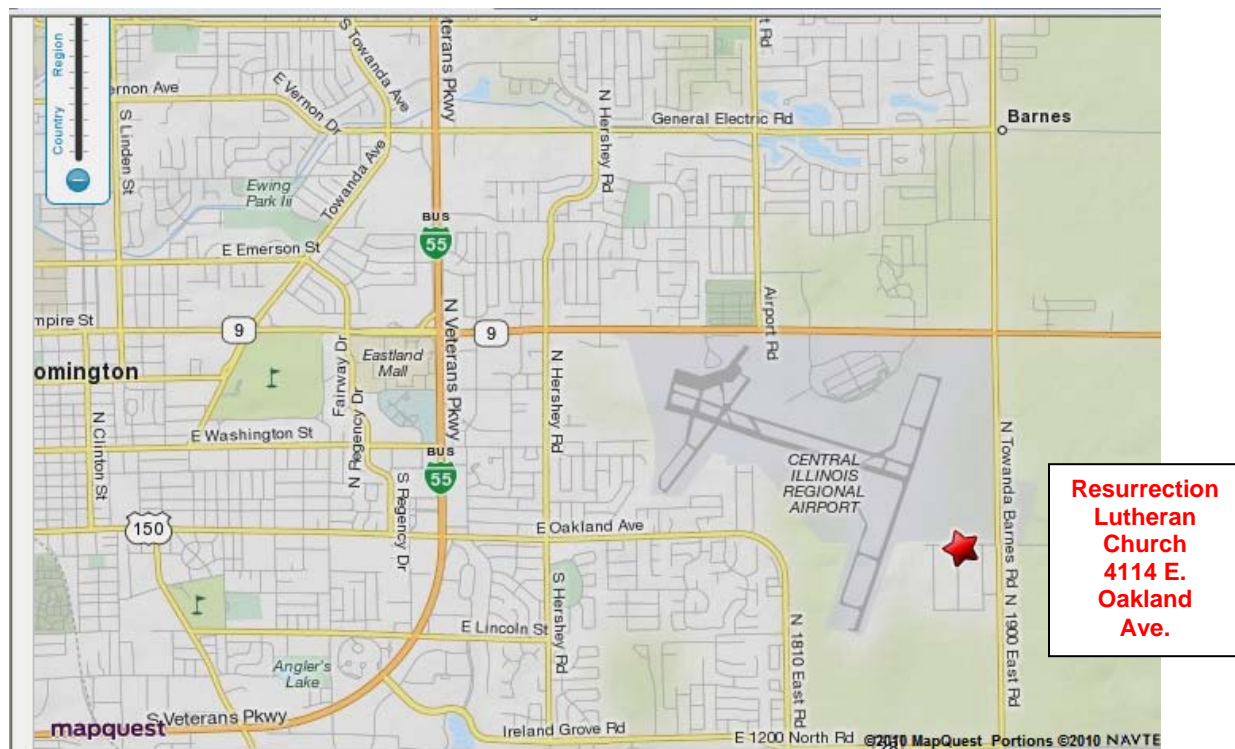 Country Region
S Towanda Ave
terans Pkwy
t Rd
ernon Ave
E Vernon Dr
S Linden St
N Hershey Rd
General Electric Rd
Barnes
Ewing
Park Iii
Towanda Ave
BUS
55
E Emerson St
Airport Rd
mpire St
9
9
N Veterans Pkwy
Fairway Dr
Eastland
Mall
N Hershey Rd
omington
N Clinton St
E Washington St
N Regency Dr
BUS
55
S Regency Dr
CENTRAL
ILLINOIS
REGIONAL
AIRPORT
N Towanda Barnes Rd
N 1900 East Rd
150
E Oakland Ave
Resurrection
Lutheran
Church
4114 E.
Oakland
Ave.
S Hershey Rd
E Lincoln St
N 1810 East Rd
Angler's
Lake
mapquest
S Veterans Pkwy
Ireland Grove Rd
E 1200 North Rd
©2010 MapQuest Portions ©2010 NAVTE